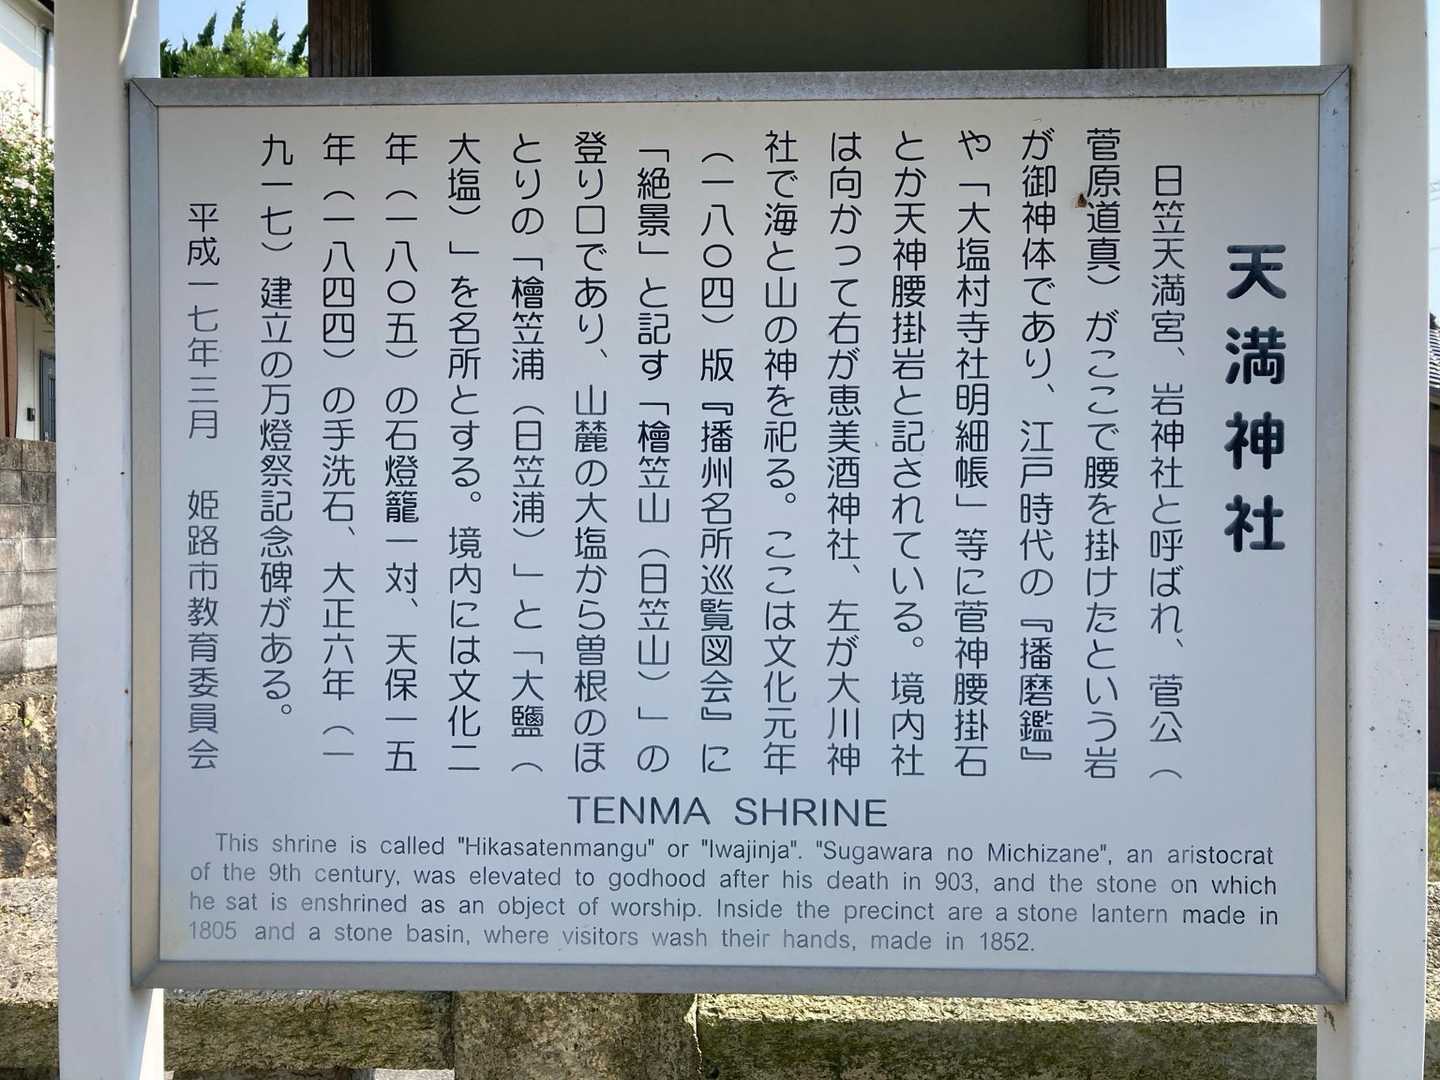 天満神社
日笠天満宮、岩神社と呼ばれ、菅公（
菅原道真）がここで腰を掛けたという岩
が御神体であり、江戸時代の『播磨鑑』
や「大塩村寺社明細帳」等に菅神腰掛石
とか天神腰掛岩と記されている。境内社
は向かって右が恵美酒神社、左が大川神
社で海と山の神を祀る。ここは文化元年
（一八〇四）版『播州名所巡覧図会』に
「絶景」と記す「檜笠山（日笠山）」の
登り口であり、山麓の大塩から曽根のほ
とりの「檜笠浦（日笠浦）」と「大鹽（
大塩）」を名所とする。境内には文化二
年（一八〇五）の石燈籠一対、天保一五
年（一八四四）の手洗石、大正六年（一
九一七）建立の万燈祭記念碑がある。
平成一七年三月　姫路市教育委員会
TENMA SHRINE
This shrine is called "Hikasatenmangu" or "Iwajinja". "Sugawara no Michizane", an aristocrat
of the 9th century, was elevated to godhood after his death in 903, and the stone on which
he sat is enshrined as an object of worship. Inside the precinct are a stone lantern made in
1805 and a stone basin, where visitors wash their hands, made in 1852.